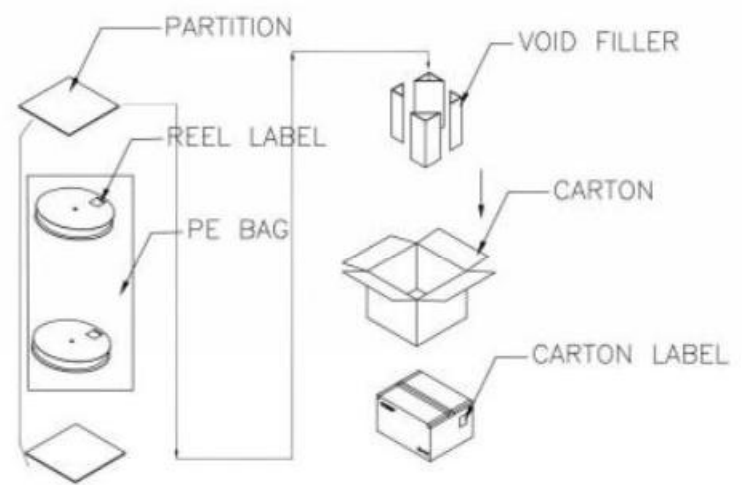 PARTITION
VOID FILLER
REEL LABEL
CARTON
PE BAG
CARTON LABEL